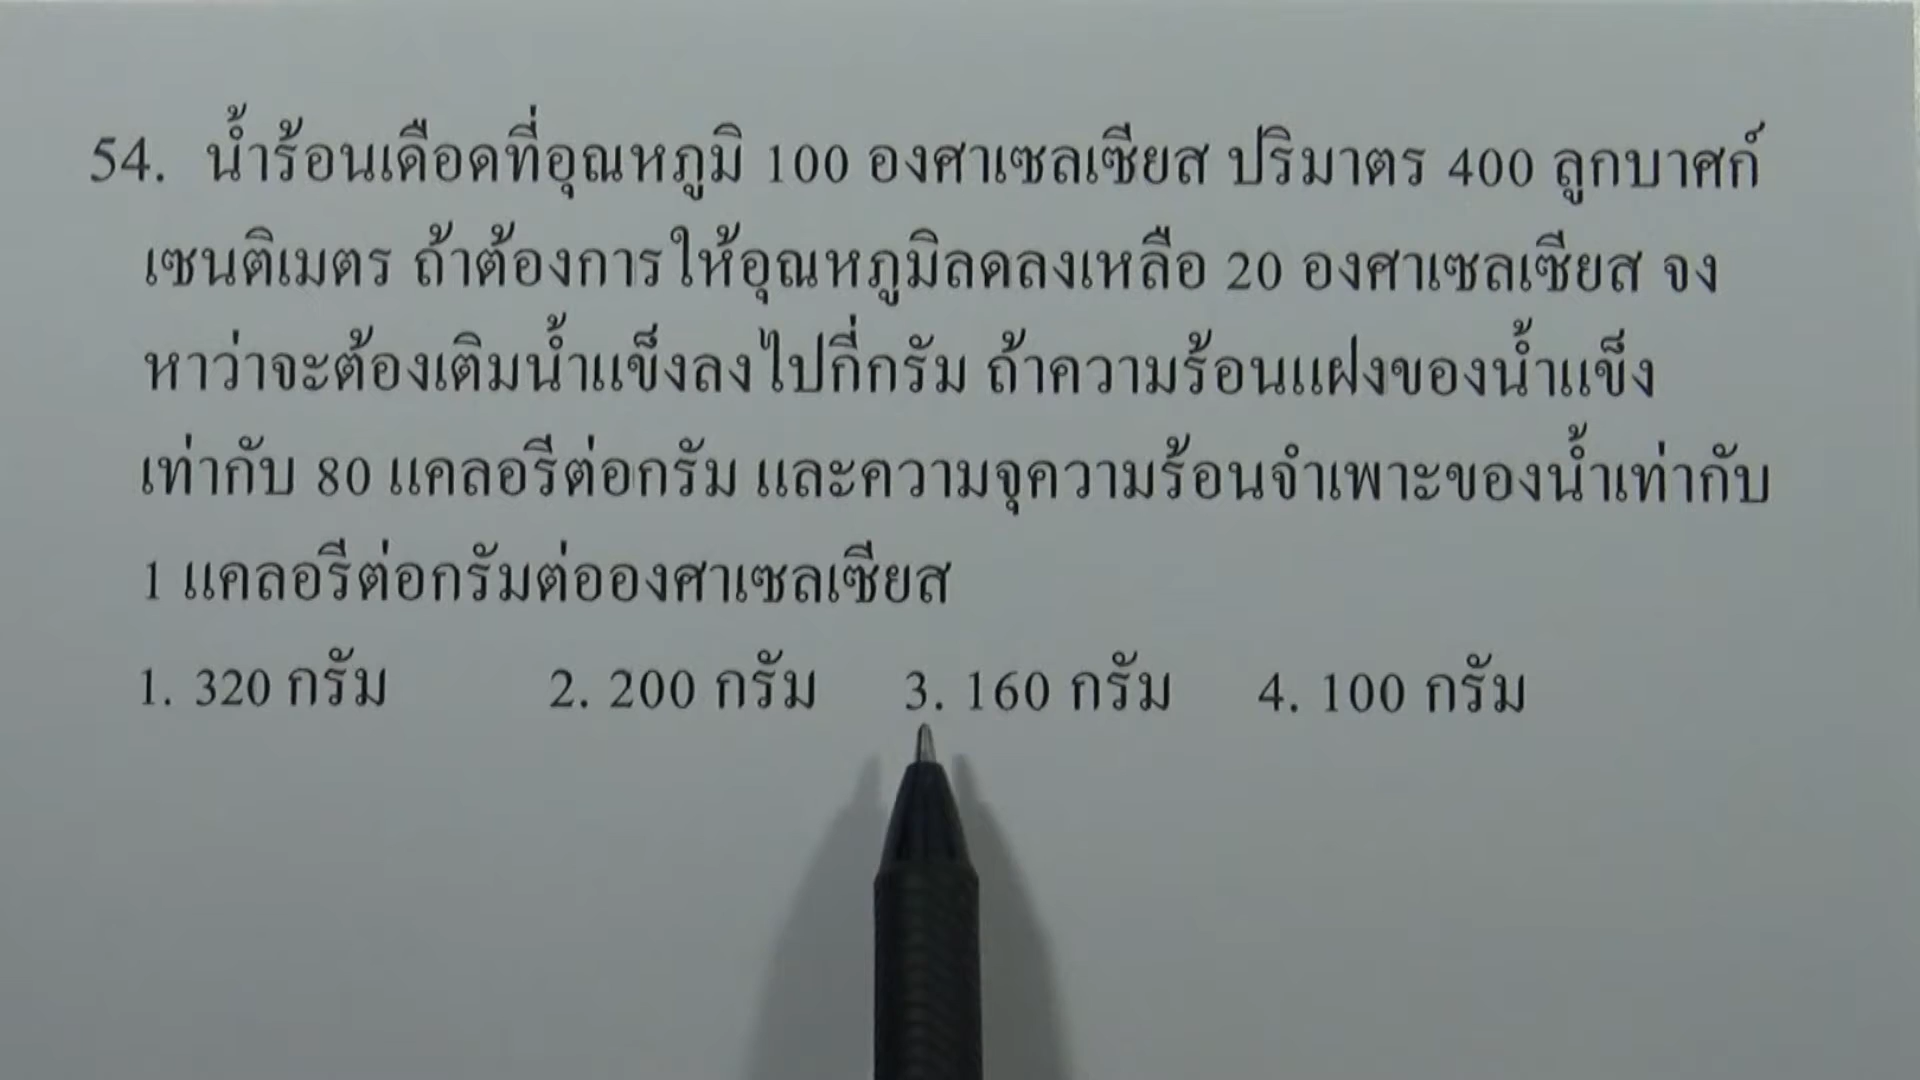 54. น้ำร้อนเดือดที่อุณหภูมิ 100 องศาเซลเซียส ปริมาตร 400 ลูกบาศก์
เซนติเมตร ถ้าต้องการให้อุณหภูมิลดลงเหลือ 20 องศาเซลเซียส จง
หาว่าจะต้องเติมน้ำแข็งลงไปกี่กรัม ถ้าความร้อนแฝงของน้ำแข็ง
เท่ากับ 80 แคลอรีต่อกรัม และความจุความร้อนจำเพาะของน้ำเท่ากับ
1 แคลอรีต่อกรัมต่อองศาเซลเซียส
1. 320 กรัม 2. 200 กรัม 3. 160 กรัม 4. 100 กรัม